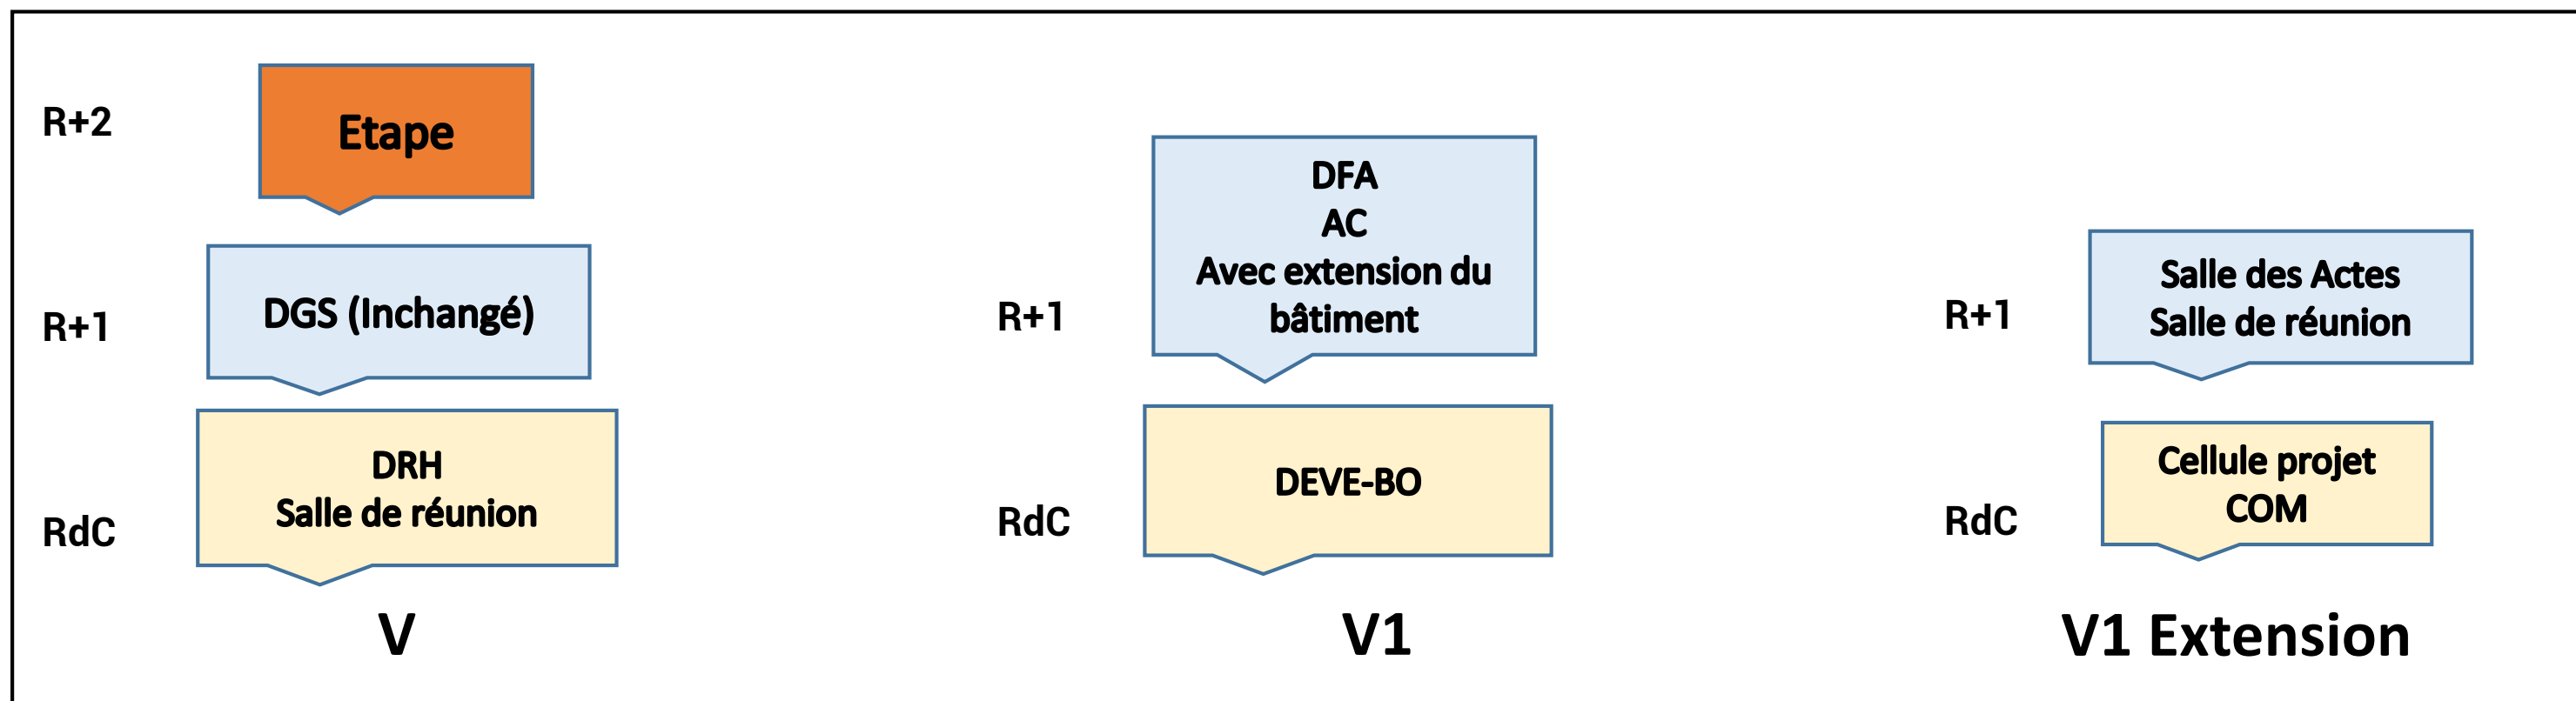 R+2
Etape
R+1
DGS (Inchangé)
RdC
DRH
Salle de réunion
V
R+1
DFA
AC
Avec extension du
bâtiment
RdC
DEVE-BO
V1
R+1
Salle des Actes
Salle de réunion
RdC
Cellule projet
COM
V1 Extension